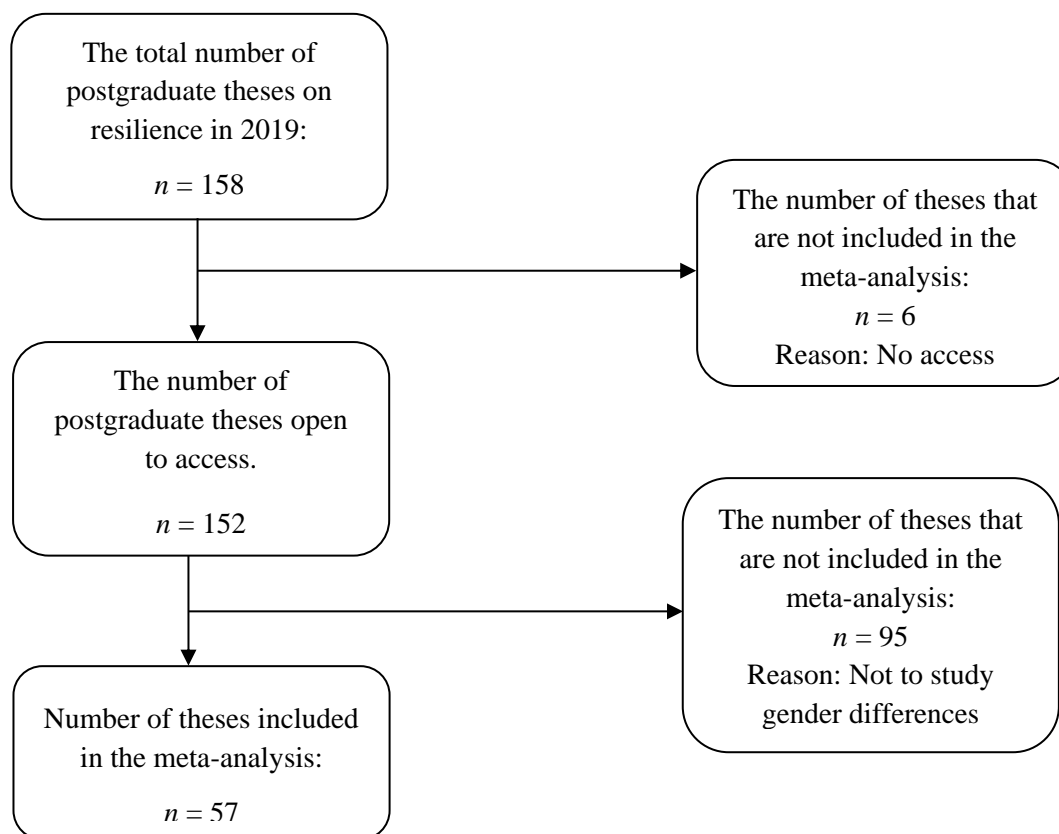 The total number of
postgraduate theses on
resilience in 2019:
n = 158
The number of theses that
are not included in the
meta-analysis:
n = 6
Reason: No access
The number of
postgraduate theses open
to access.
n = 152
The number of theses that
are not included in the
meta-analysis:
n = 95
Reason: Not to study
gender differences
Number of theses included
in the meta-analysis:
n = 57